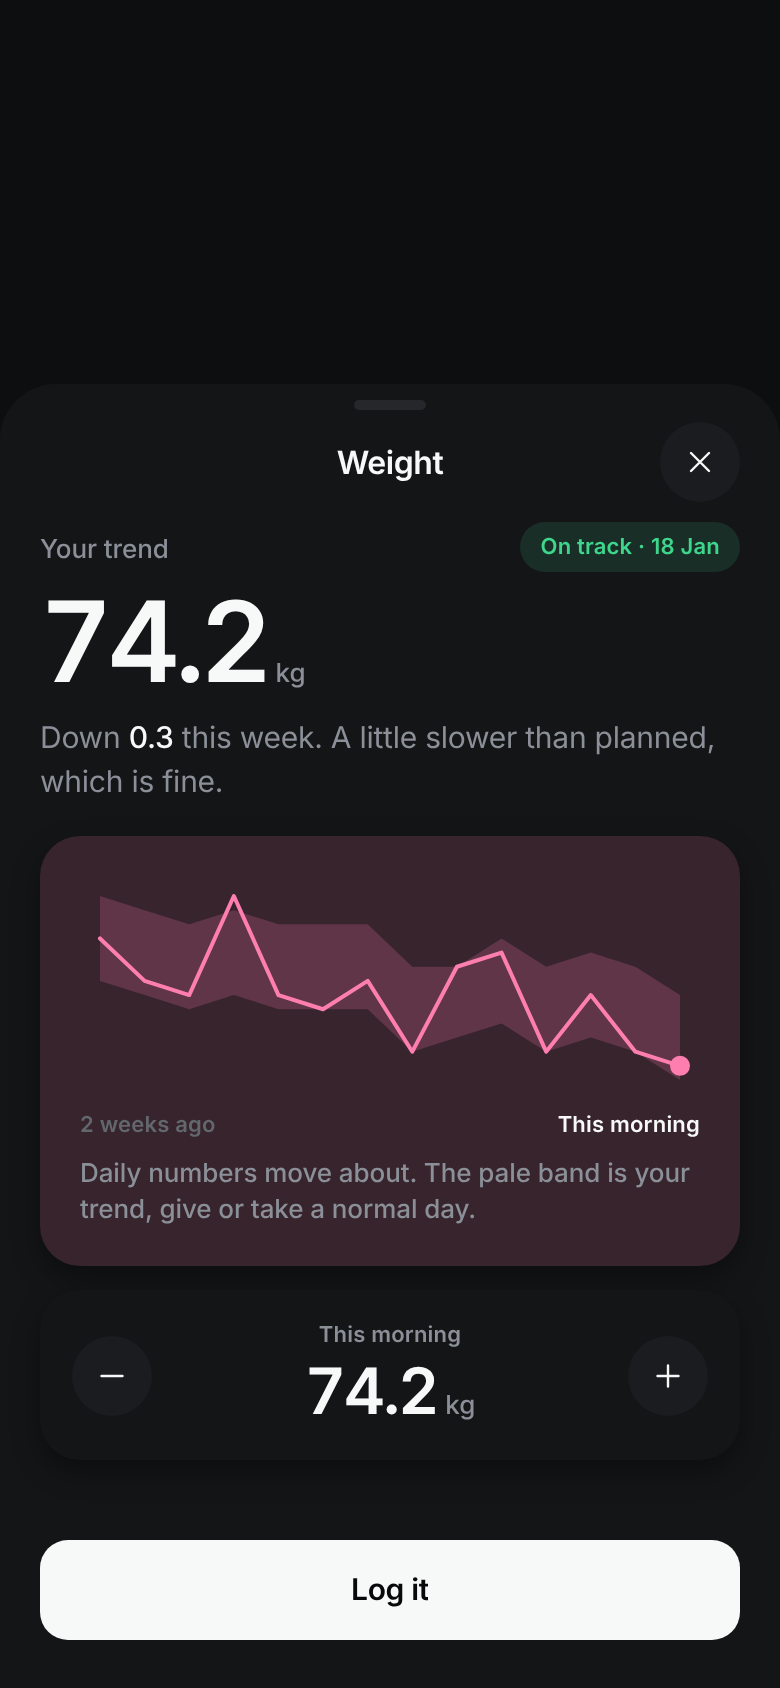 Weight
Your trend
On track · 18 Jan
74.2 kg
Down 0.3 this week. A little slower than planned,
which is fine.
2 weeks ago
This morning
Daily numbers move about. The pale band is your
trend, give or take a normal day.
This morning
74.2 kg
Log it